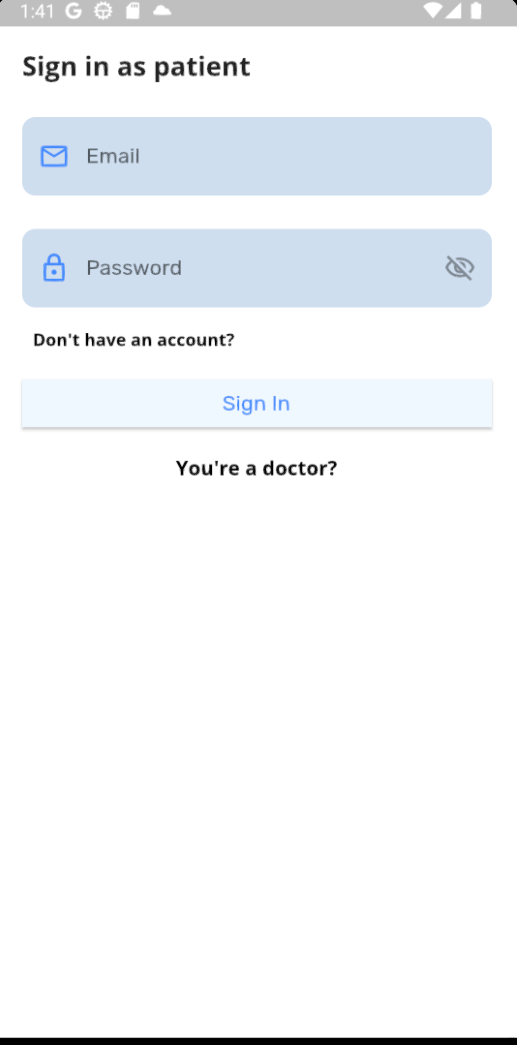 1:41
Sign in as patient
Email
Password
Don't have an account?
Sign In
You're a doctor?